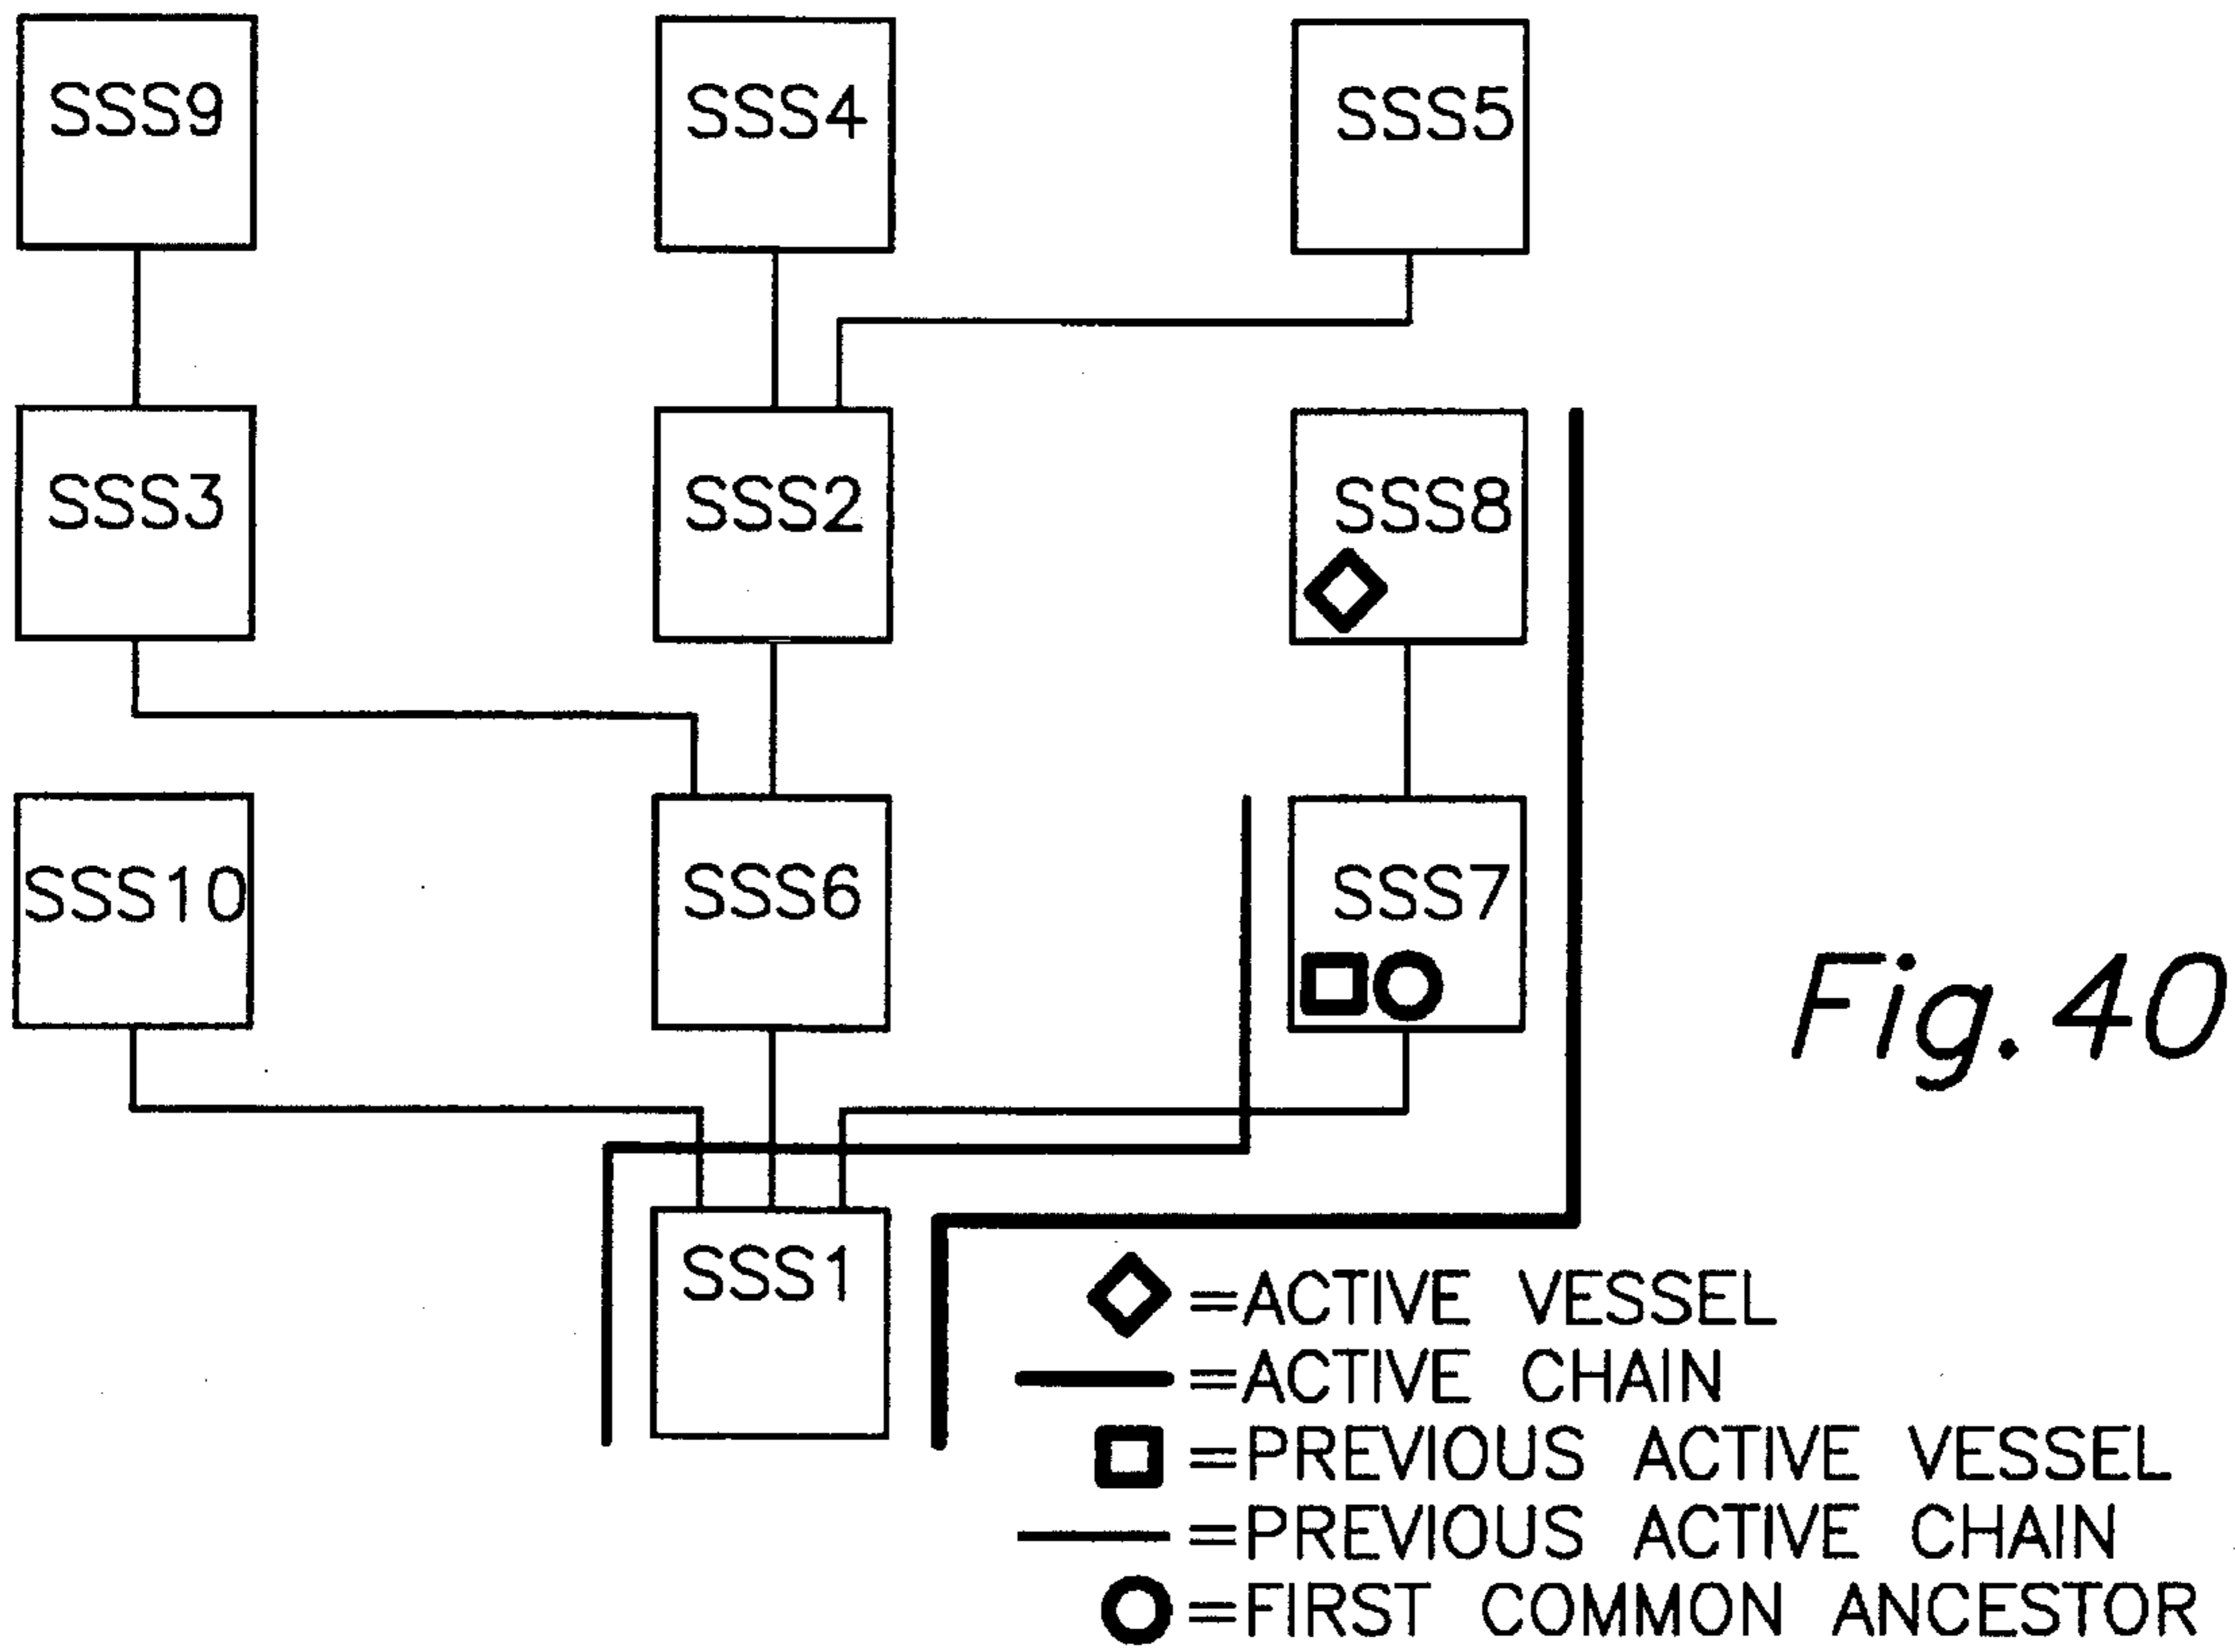 SSS9
SSS4
SSS5
SSS3
SSS2
SSS8
SSS10
SSS6
SSS7
Fig.40
SSS1
=ACTIVE VESSEL
=ACTIVE CHAIN
=PREVIOUS ACTIVE VESSEL
=PREVIOUS ACTIVE CHAIN
=FIRST COMMON ANCESTOR